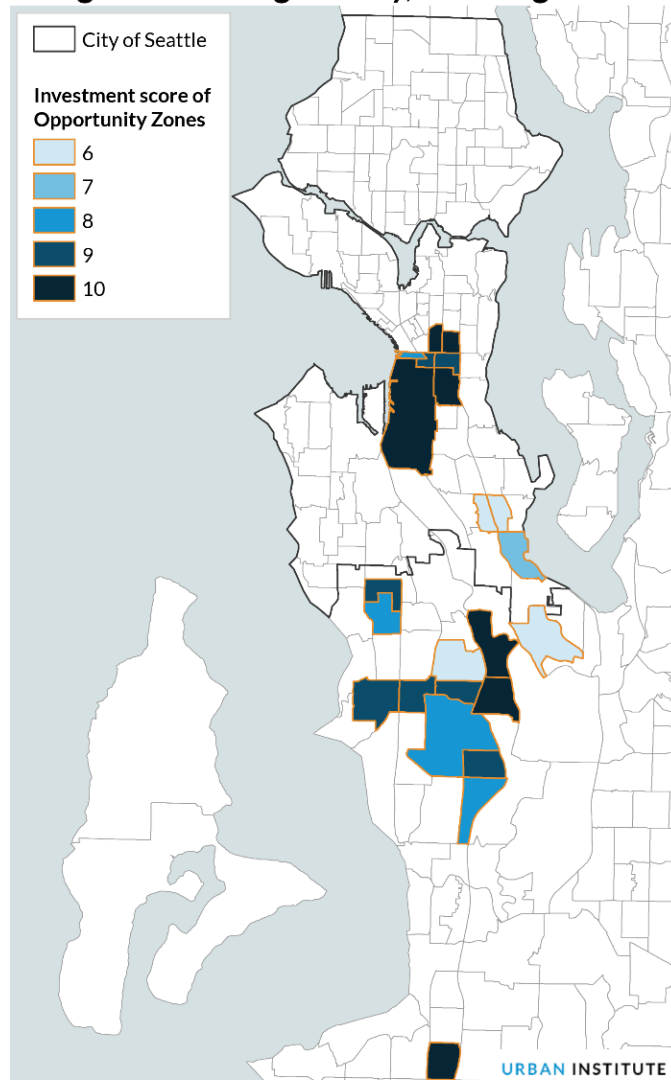 City of Seattle
Investment score of
Opportunity Zones
6
7
8
9
10
URBAN INSTITUTE